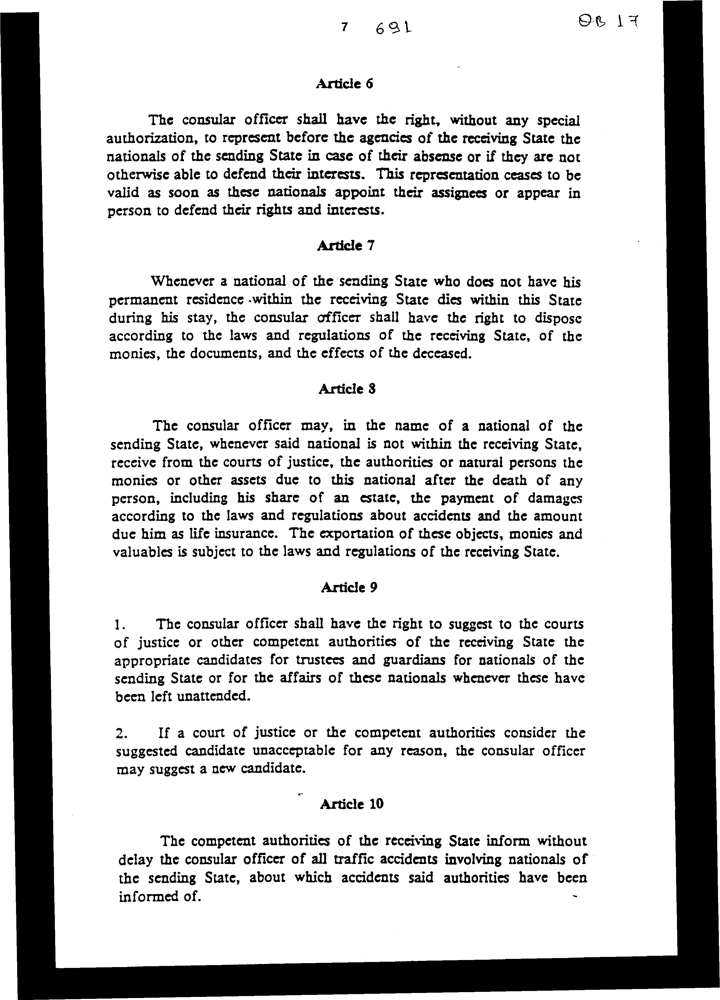 7 691 ΘB 17
Article 6
The consular officer shall have the right, without any special
authorization, to represent before the agencies of the receiving State the
nationals of the sending State in case of their absense or if they are not
otherwise able to defend their interests. This representation ceases to be
valid as soon as these nationals appoint their assignees or appear in
person to defend their rights and interests.
Article 7
Whenever a national of the sending State who does not have his
permanent residence within the receiving State dies within this State
during his stay, the consular officer shall have the right to dispose
according to the laws and regulations of the receiving State, of the
monies, the documents, and the effects of the deceased.
Article 8
The consular officer may, in the name of a national of the
sending State, whenever said national is not within the receiving State,
receive from the courts of justice, the authorities or natural persons the
monies or other assets due to this national after the death of any
person, including his share of an estate, the payment of damages
according to the laws and regulations about accidents and the amount
due him as life insurance. The exportation of these objects, monies and
valuables is subject to the laws and regulations of the receiving State.
Article 9
1. The consular officer shall have the right to suggest to the courts
of justice or other competent authorities of the receiving State the
appropriate candidates for trustees and guardians for nationals of the
sending State or for the affairs of these nationals whenever these have
been left unattended.
2. If a court of justice or the competent authorities consider the
suggested candidate unacceptable for any reason, the consular officer
may suggest a new candidate.
Article 10
The competent authorities of the receiving State inform without
delay the consular officer of all traffic accidents involving nationals of
the sending State, about which accidents said authorities have been
informed of.